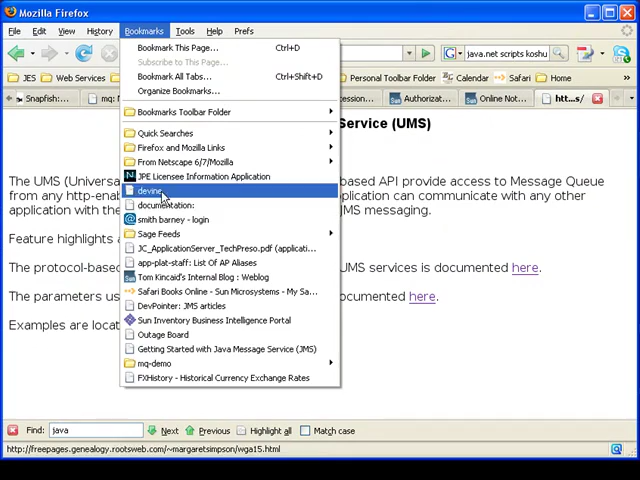 Mozilla Firefox
File Edit View History Bookmarks Tools Help Prefs
java.net scripts koshu
JES Web Services Personal Toolbar Folder Calendar Safari Home
Snapfish: mq: Authorizat... Online Not... htt...s/
Bookmark This Page... Ctrl+D
Subscribe to This Page...
Bookmark All Tabs... Ctrl+Shift+D
Organize Bookmarks...
Bookmarks Toolbar Folder
Quick Searches
Firefox and Mozilla Links
From Netscape 6/7/Mozilla
JPE Licensee Information Application
devine
documentation:
smith barney - login
Sage Feeds
JC_ApplicationServer_TechPreso.pdf (applicati...
app-plat-staff: List Of AP Aliases
Tom Kincaid's Internal Blog : Weblog
Safari Books Online - Sun Microsystems - My Sa...
DevPointer: JMS articles
Sun Inventory Business Intelligence Portal
Outage Board
Getting Started with Java Message Service (JMS)
mq-demo
FXHistory - Historical Currency Exchange Rates
Service (UMS)
The UMS (Univers based API provide access to Message Queue
from any http-enab application can communicate with any other
application with the JMS messaging.
Feature highlights a
The protocol-based UMS services is documented here.
The parameters us documented here.
Examples are locat
Find: java Next Previous Highlight all Match case
http://freepages.genealogy.rootsweb.com/~margaretsimpson/wga15.html